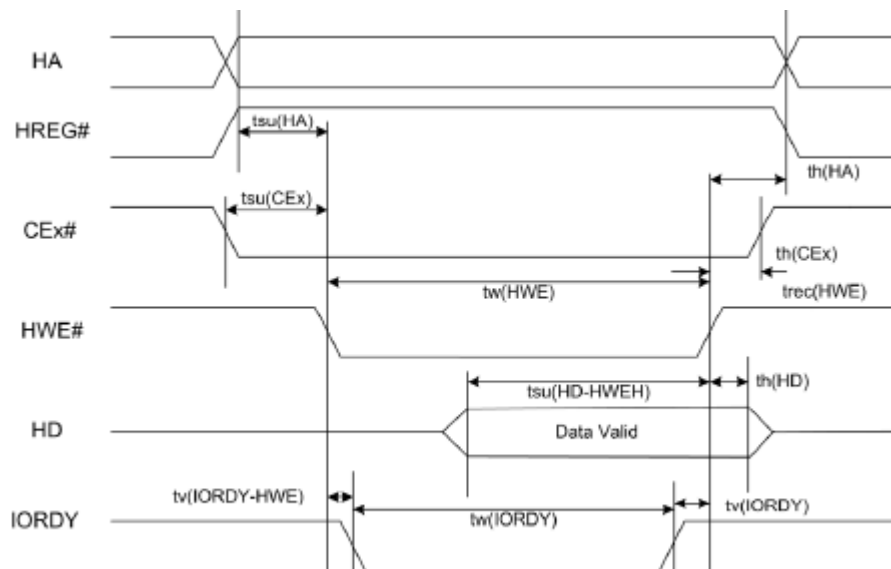 HA
HREG#
tsu(HA)
th(HA)
tsu(CEx)
CEx#
th(CEx)
tw(HWE)
trec(HWE)
HWE#
tsu(HD-HWEH)
th(HD)
HD
Data Valid
tv(IORDY-HWE)
tw(IORDY)
tv(IORDY)
IORDY